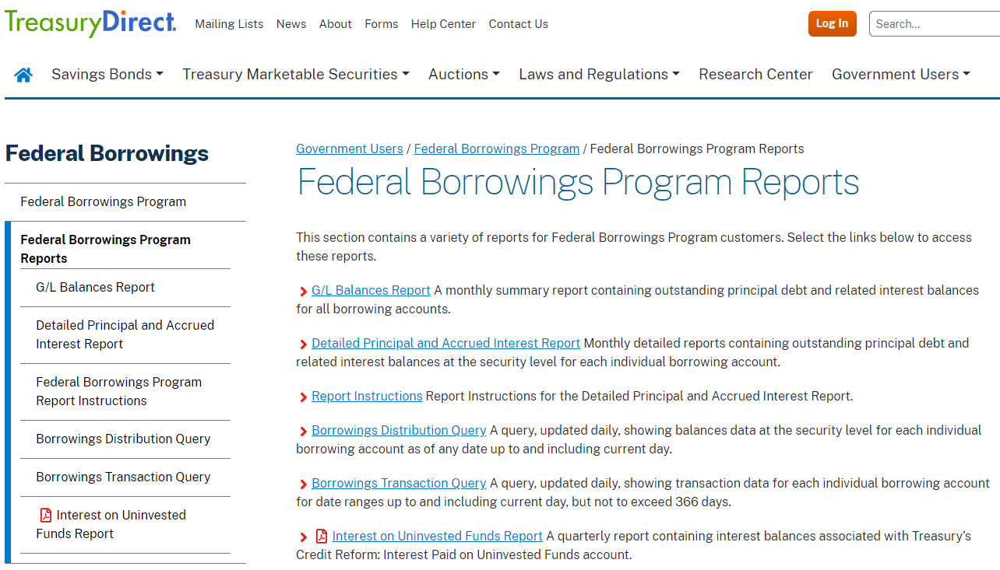 TreasuryDirect.
Mailing Lists News About Forms Help Center Contact Us
Log In
Search...
Savings Bonds Treasury Marketable Securities Auctions Laws and Regulations Research Center Government Users
Federal Borrowings
Federal Borrowings Program
Federal Borrowings Program
Reports
G/L Balances Report
Detailed Principal and Accrued
Interest Report
Federal Borrowings Program
Report Instructions
Borrowings Distribution Query
Borrowings Transaction Query
Interest on Uninvested
Funds Report
Government Users / Federal Borrowings Program / Federal Borrowings Program Reports
Federal Borrowings Program Reports
This section contains a variety of reports for Federal Borrowings Program customers. Select the links below to access
these reports.
G/L Balances Report A monthly summary report containing outstanding principal debt and related interest balances
for all borrowing accounts.
Detailed Principal and Accrued Interest Report Monthly detailed reports containing outstanding principal debt and
related interest balances at the security level for each individual borrowing account.
Report Instructions Report Instructions for the Detailed Principal and Accrued Interest Report.
Borrowings Distribution Query A query, updated daily, showing balances data at the security level for each individual
borrowing account as of any date up to and including current day.
Borrowings Transaction Query A query, updated daily, showing transaction data for each individual borrowing account
for date ranges up to and including current day, but not to exceed 366 days.
Interest on Uninvested Funds Report A quarterly report containing interest balances associated with Treasury's
Credit Reform: Interest Paid on Uninvested Funds account.